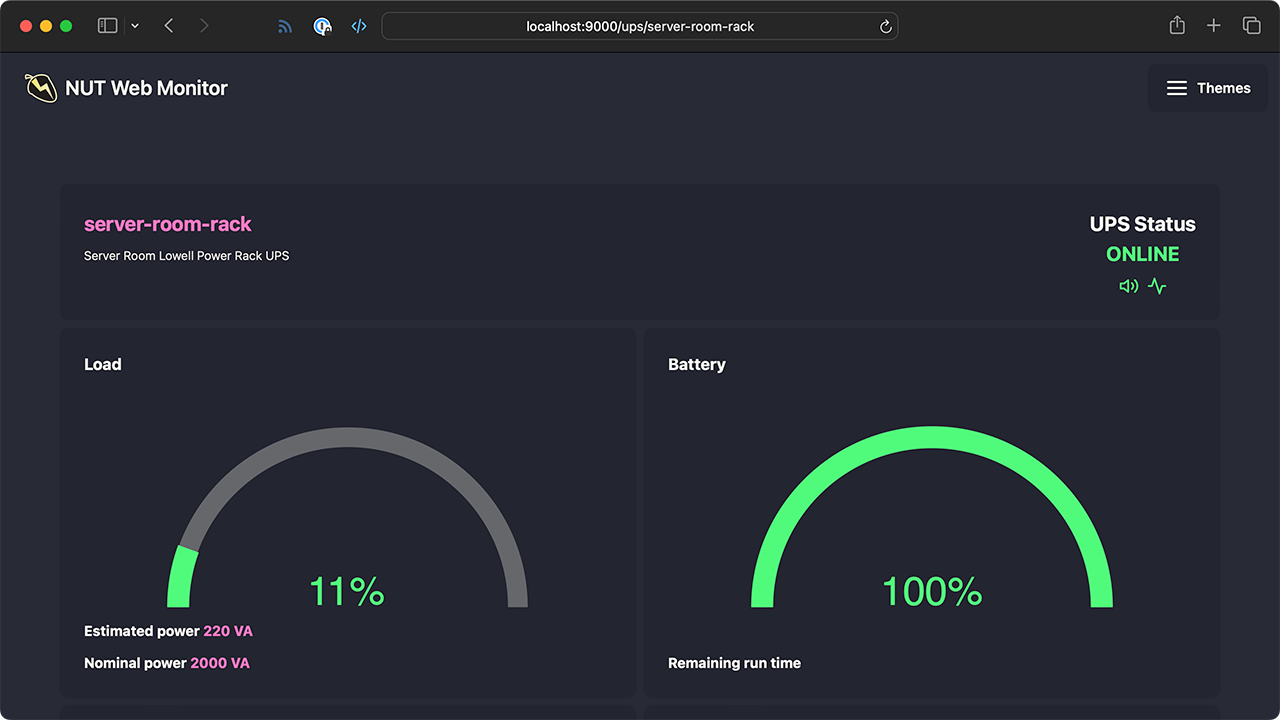 localhost:9000/ups/server-room-rack
NUT Web Monitor
Themes
server-room-rack
Server Room Lowell Power Rack UPS
UPS Status
ONLINE
Load
11%
Estimated power 220 VA
Nominal power 2000 VA
Battery
100%
Remaining run time